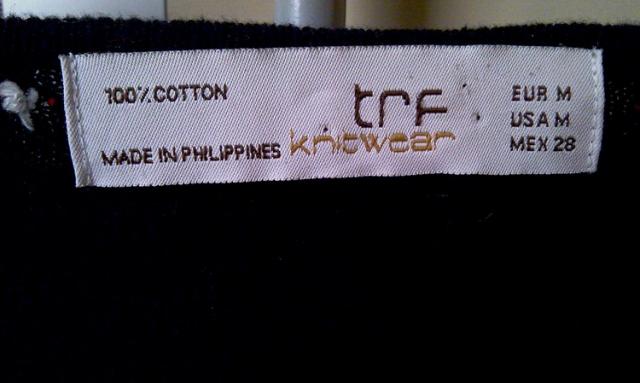 100% COTTON
MADE IN PHILIPPINES
trf
knitwear
EUR M
USA M
MEX 28